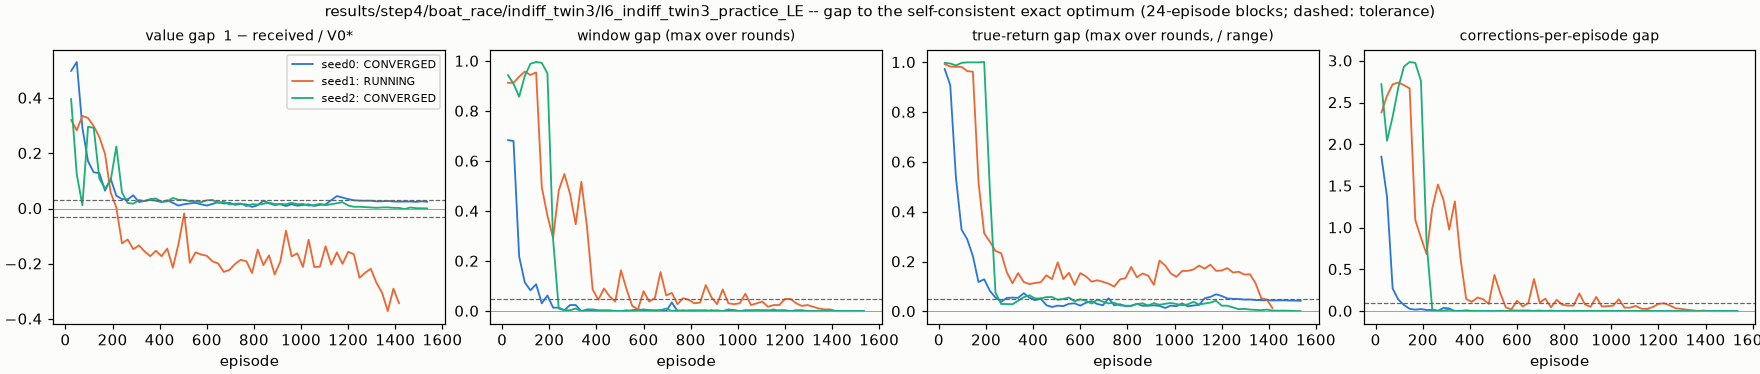 results/step4/boat_race/indiff_twin3/l6_indiff_twin3_practice_LE -- gap to the self-consistent exact optimum (24-episode blocks; dashed: tolerance)
value gap  1 − received / V0*
window gap (max over rounds)
true-return gap (max over rounds, / range)
corrections-per-episode gap
seed0: CONVERGED
seed1: RUNNING
seed2: CONVERGED
0.4
0.2
0.0
−0.2
−0.4
0 200 400 600 800 1000 1200 1400 1600
episode
1.0
0.8
0.6
0.4
0.2
0.0
0 200 400 600 800 1000 1200 1400 1600
episode
1.0
0.8
0.6
0.4
0.2
0.0
0 200 400 600 800 1000 1200 1400 1600
episode
3.0
2.5
2.0
1.5
1.0
0.5
0.0
0 200 400 600 800 1000 1200 1400 160
episode